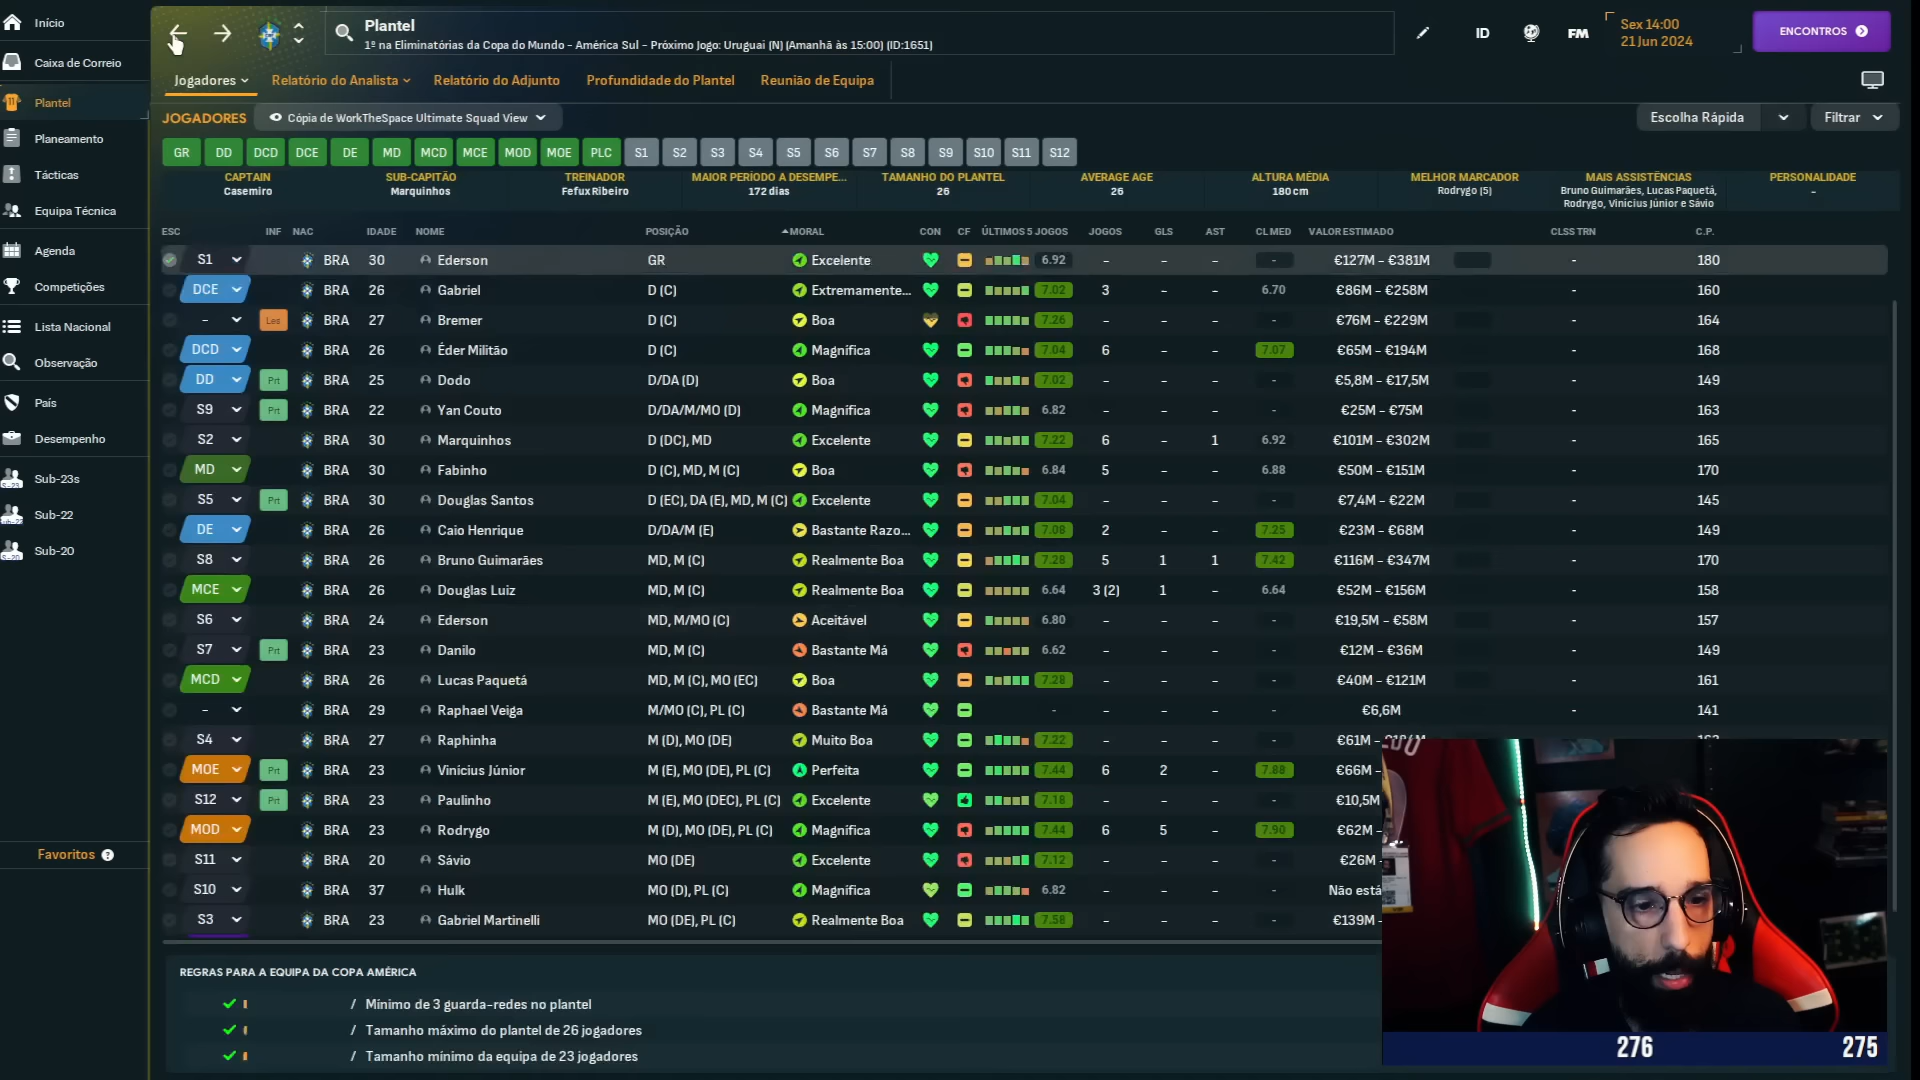 Início
Caixa de Correio
Plantel
Planeamento
Tácticas
Equipa Técnica
Agenda
Competições
Lista Nacional
Observação
País
Desempenho
Sub-23s
Sub-22
Sub-20
Favoritos
Plantel
1º na Eliminatórias da Copa do Mundo - América Sul - Próximo Jogo: Uruguai (N) (Amanhã às 15:00) (ID:1651)
ID
FM
Sex 14:00
21 Jun 2024
ENCONTROS
Jogadores Relatório do Analista Relatório do Adjunto Profundidade do Plantel Reunião de Equipa
JOGADORES Cópia de WorkTheSpace Ultimate Squad View Escolha Rápida Filtrar
GR DD DCD DCE DE MD MCD MCE MOD MOE PLC S1 S2 S3 S4 S5 S6 S7 S8 S9 S10 S11 S12
CAPTAIN SUB-CAPITÃO TREINADOR MAIOR PERÍODO A DESEMPE... TAMANHO DO PLANTEL AVERAGE AGE ALTURA MÉDIA MELHOR MARCADOR MAIS ASSISTÊNCIAS PERSONALIDADE
Casemiro Marquinhos Fefux Ribeiro 172 dias 26 26 180 cm Rodrygo (5) Bruno Guimarães, Lucas Paquetá, -
Rodrygo, Vinícius Júnior e Sávio
ESC INF NAC IDADE NOME POSIÇÃO MORAL CON CF ÚLTIMOS 5 JOGOS JOGOS GLS AST CL MED VALOR ESTIMADO CLSS TRN C.P.
S1 BRA 30 Ederson GR Excelente 6.92 - - - - €127M - €381M - 180
DCE BRA 26 Gabriel D (C) Extremamente... 7.02 3 - - 6.70 €86M - €258M - 160
- Les BRA 27 Bremer D (C) Boa 7.26 - - - - €76M - €229M - 164
DCD BRA 26 Éder Militão D (C) Magnífica 7.04 6 - - 7.07 €65M - €194M - 168
DD Prt BRA 25 Dodo D/DA (D) Boa 7.02 - - - - €5,8M - €17,5M - 149
S9 Prt BRA 22 Yan Couto D/DA/M/MO (D) Magnífica 6.82 - - - - €25M - €75M - 163
S2 BRA 30 Marquinhos D (DC), MD Excelente 7.22 6 - 1 6.92 €101M - €302M - 165
MD BRA 30 Fabinho D (C), MD, M (C) Boa 6.84 5 - - 6.88 €50M - €151M - 170
S5 Prt BRA 30 Douglas Santos D (EC), DA (E), MD, M (C) Excelente 7.04 - - - - €7,4M - €22M - 145
DE BRA 26 Caio Henrique D/DA/M (E) Bastante Razo... 7.08 2 - - 7.25 €23M - €68M - 149
S8 BRA 26 Bruno Guimarães MD, M (C) Realmente Boa 7.28 5 1 1 7.42 €116M - €347M - 170
MCE BRA 26 Douglas Luiz MD, M (C) Realmente Boa 6.64 3 (2) 1 - 6.64 €52M - €156M - 158
S6 BRA 24 Ederson MD, M/MO (C) Aceitável 6.80 - - - - €19,5M - €58M - 157
S7 Prt BRA 23 Danilo MD, M (C) Bastante Má 6.62 - - - - €12M - €36M - 149
MCD BRA 26 Lucas Paquetá MD, M (C), MO (EC) Boa 7.28 - - - - €40M - €121M - 161
- BRA 29 Raphael Veiga M/MO (C), PL (C) Bastante Má - - - - - €6,6M - 141
S4 BRA 27 Raphinha M (D), MO (DE) Muito Boa 7.22 - - - - €61M -
MOE Prt BRA 23 Vinícius Júnior M (E), MO (DE), PL (C) Perfeita 7.44 6 2 - 7.88 €66M -
S12 Prt BRA 23 Paulinho M (E), MO (DEC), PL (C) Excelente 7.18 - - - - €10,5M
MOD BRA 23 Rodrygo M (D), MO (DE), PL (C) Magnífica 7.44 6 5 - 7.90 €62M -
S11 BRA 20 Sávio MO (DE) Excelente 7.12 - - - - €26M
S10 BRA 37 Hulk MO (D), PL (C) Magnífica 6.82 - - - - Não está
S3 BRA 23 Gabriel Martinelli MO (DE), PL (C) Realmente Boa 7.58 - - - - €139M -
REGRAS PARA A EQUIPA DA COPA AMÉRICA
/ Mínimo de 3 guarda-redes no plantel
/ Tamanho máximo do plantel de 26 jogadores
/ Tamanho mínimo da equipa de 23 jogadores
276 275